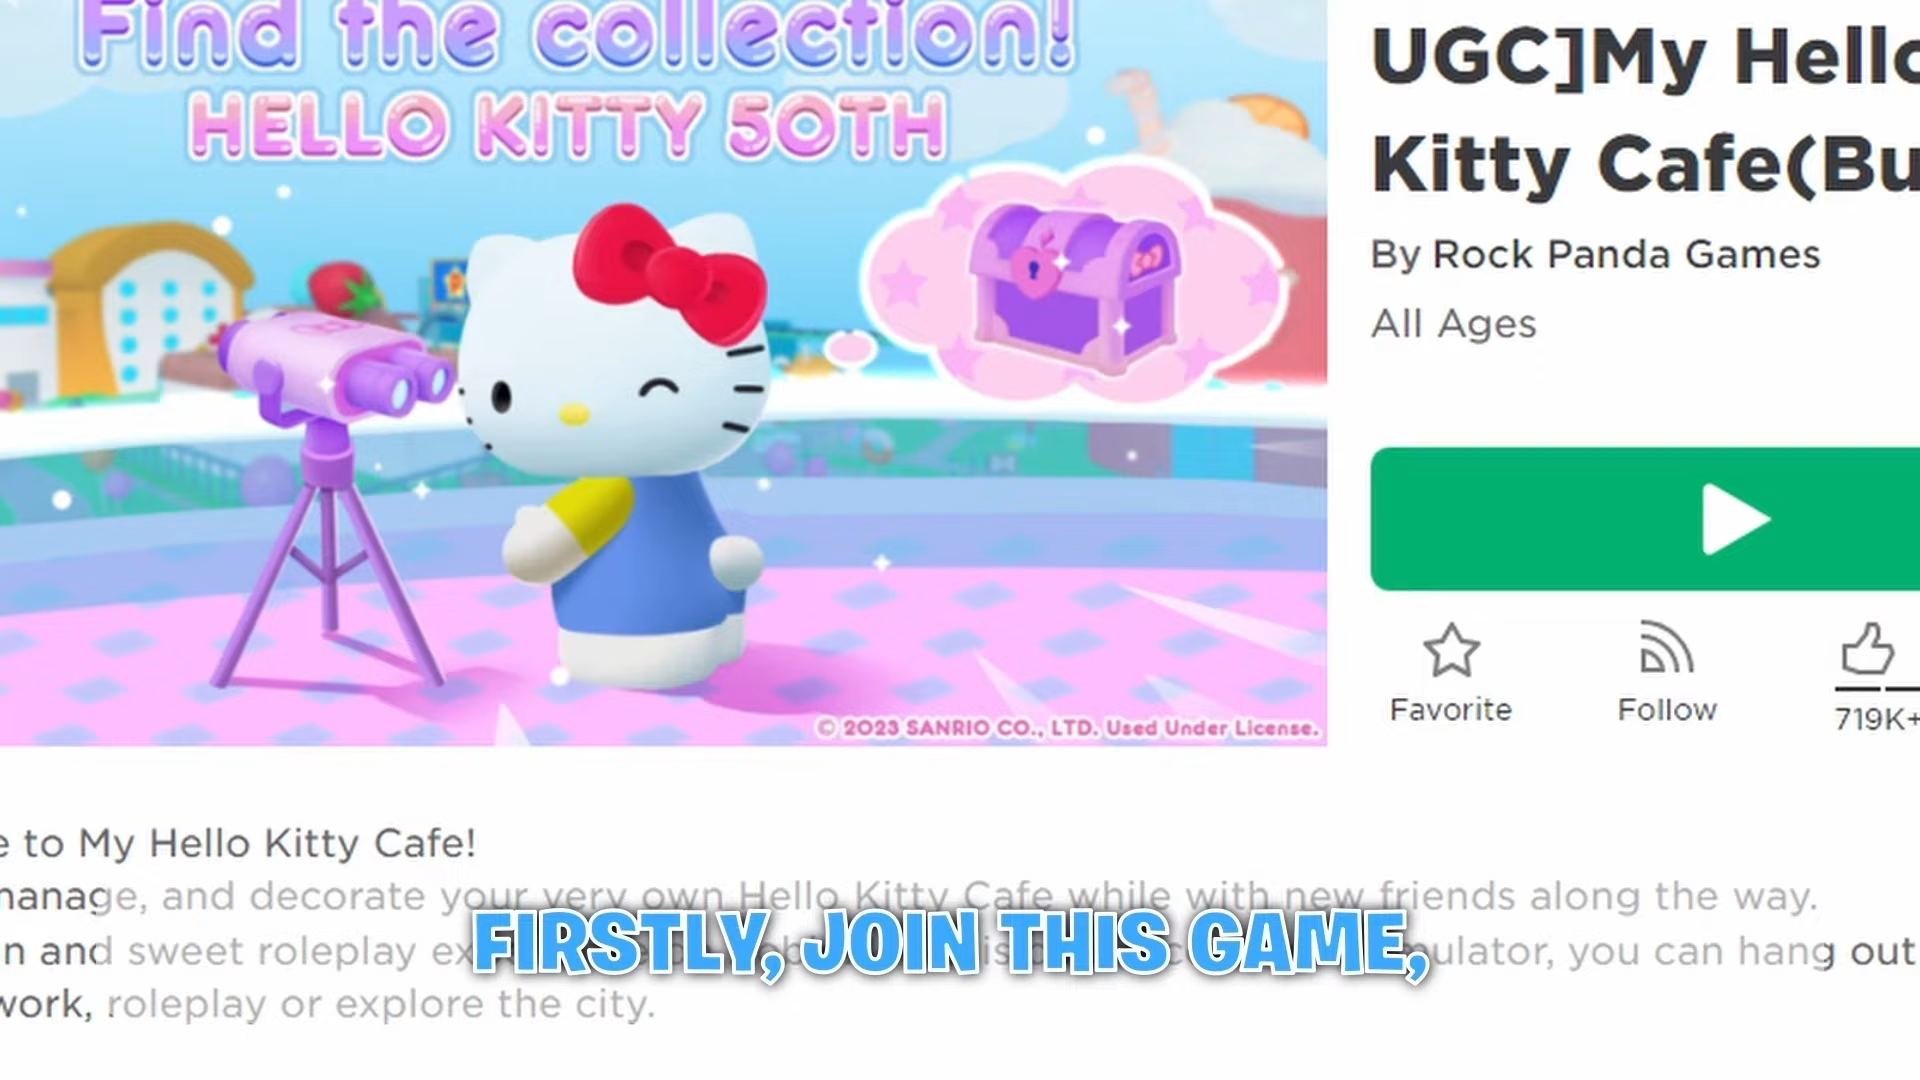 Find the collection!
HELLO KITTY 50TH
© 2023 SANRIO CO., LTD. Used Under License.
UGC]My Hello
Kitty Cafe(Bu
By Rock Panda Games
All Ages
Favorite
Follow
719K+
e to My Hello Kitty Cafe!
manage, and decorate your very own Hello Kitty Cafe while with new friends along the way.
n and sweet roleplay ex
ulator, you can hang out
work, roleplay or explore the city.
FIRSTLY, JOIN THIS GAME,